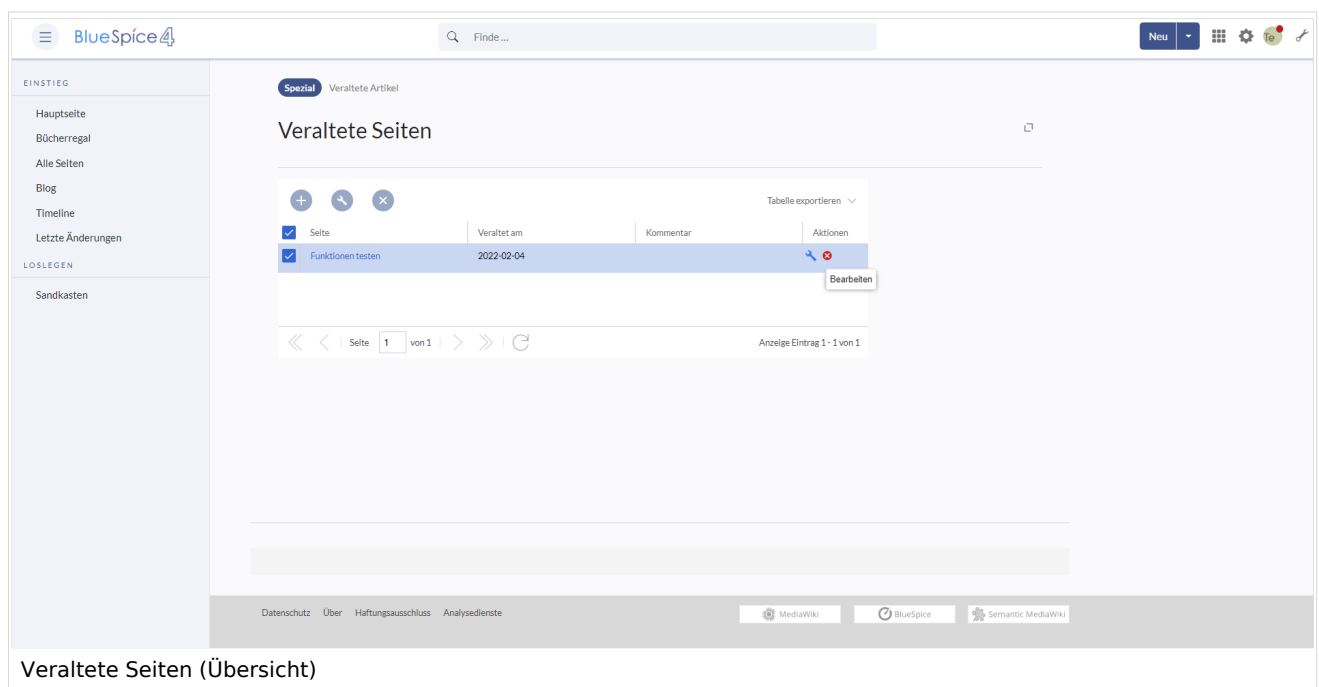 BlueSpice 4
Finde ...
Neu
Te
EINSTIEG
Hauptseite
Bücherregal
Alle Seiten
Blog
Timeline
Letzte Änderungen
LOSLEGEN
Sandkasten
Spezial Veraltete Artikel
Veraltete Seiten
Tabelle exportieren
Seite Veraltet am Kommentar Aktionen
Funktionen testen 2022-02-04
Bearbeiten
Seite 1 von 1
Anzeige Eintrag 1 - 1 von 1
Datenschutz Über Haftungsausschluss Analysedienste
MediaWiki BlueSpice Semantic MediaWiki
Veraltete Seiten (Übersicht)